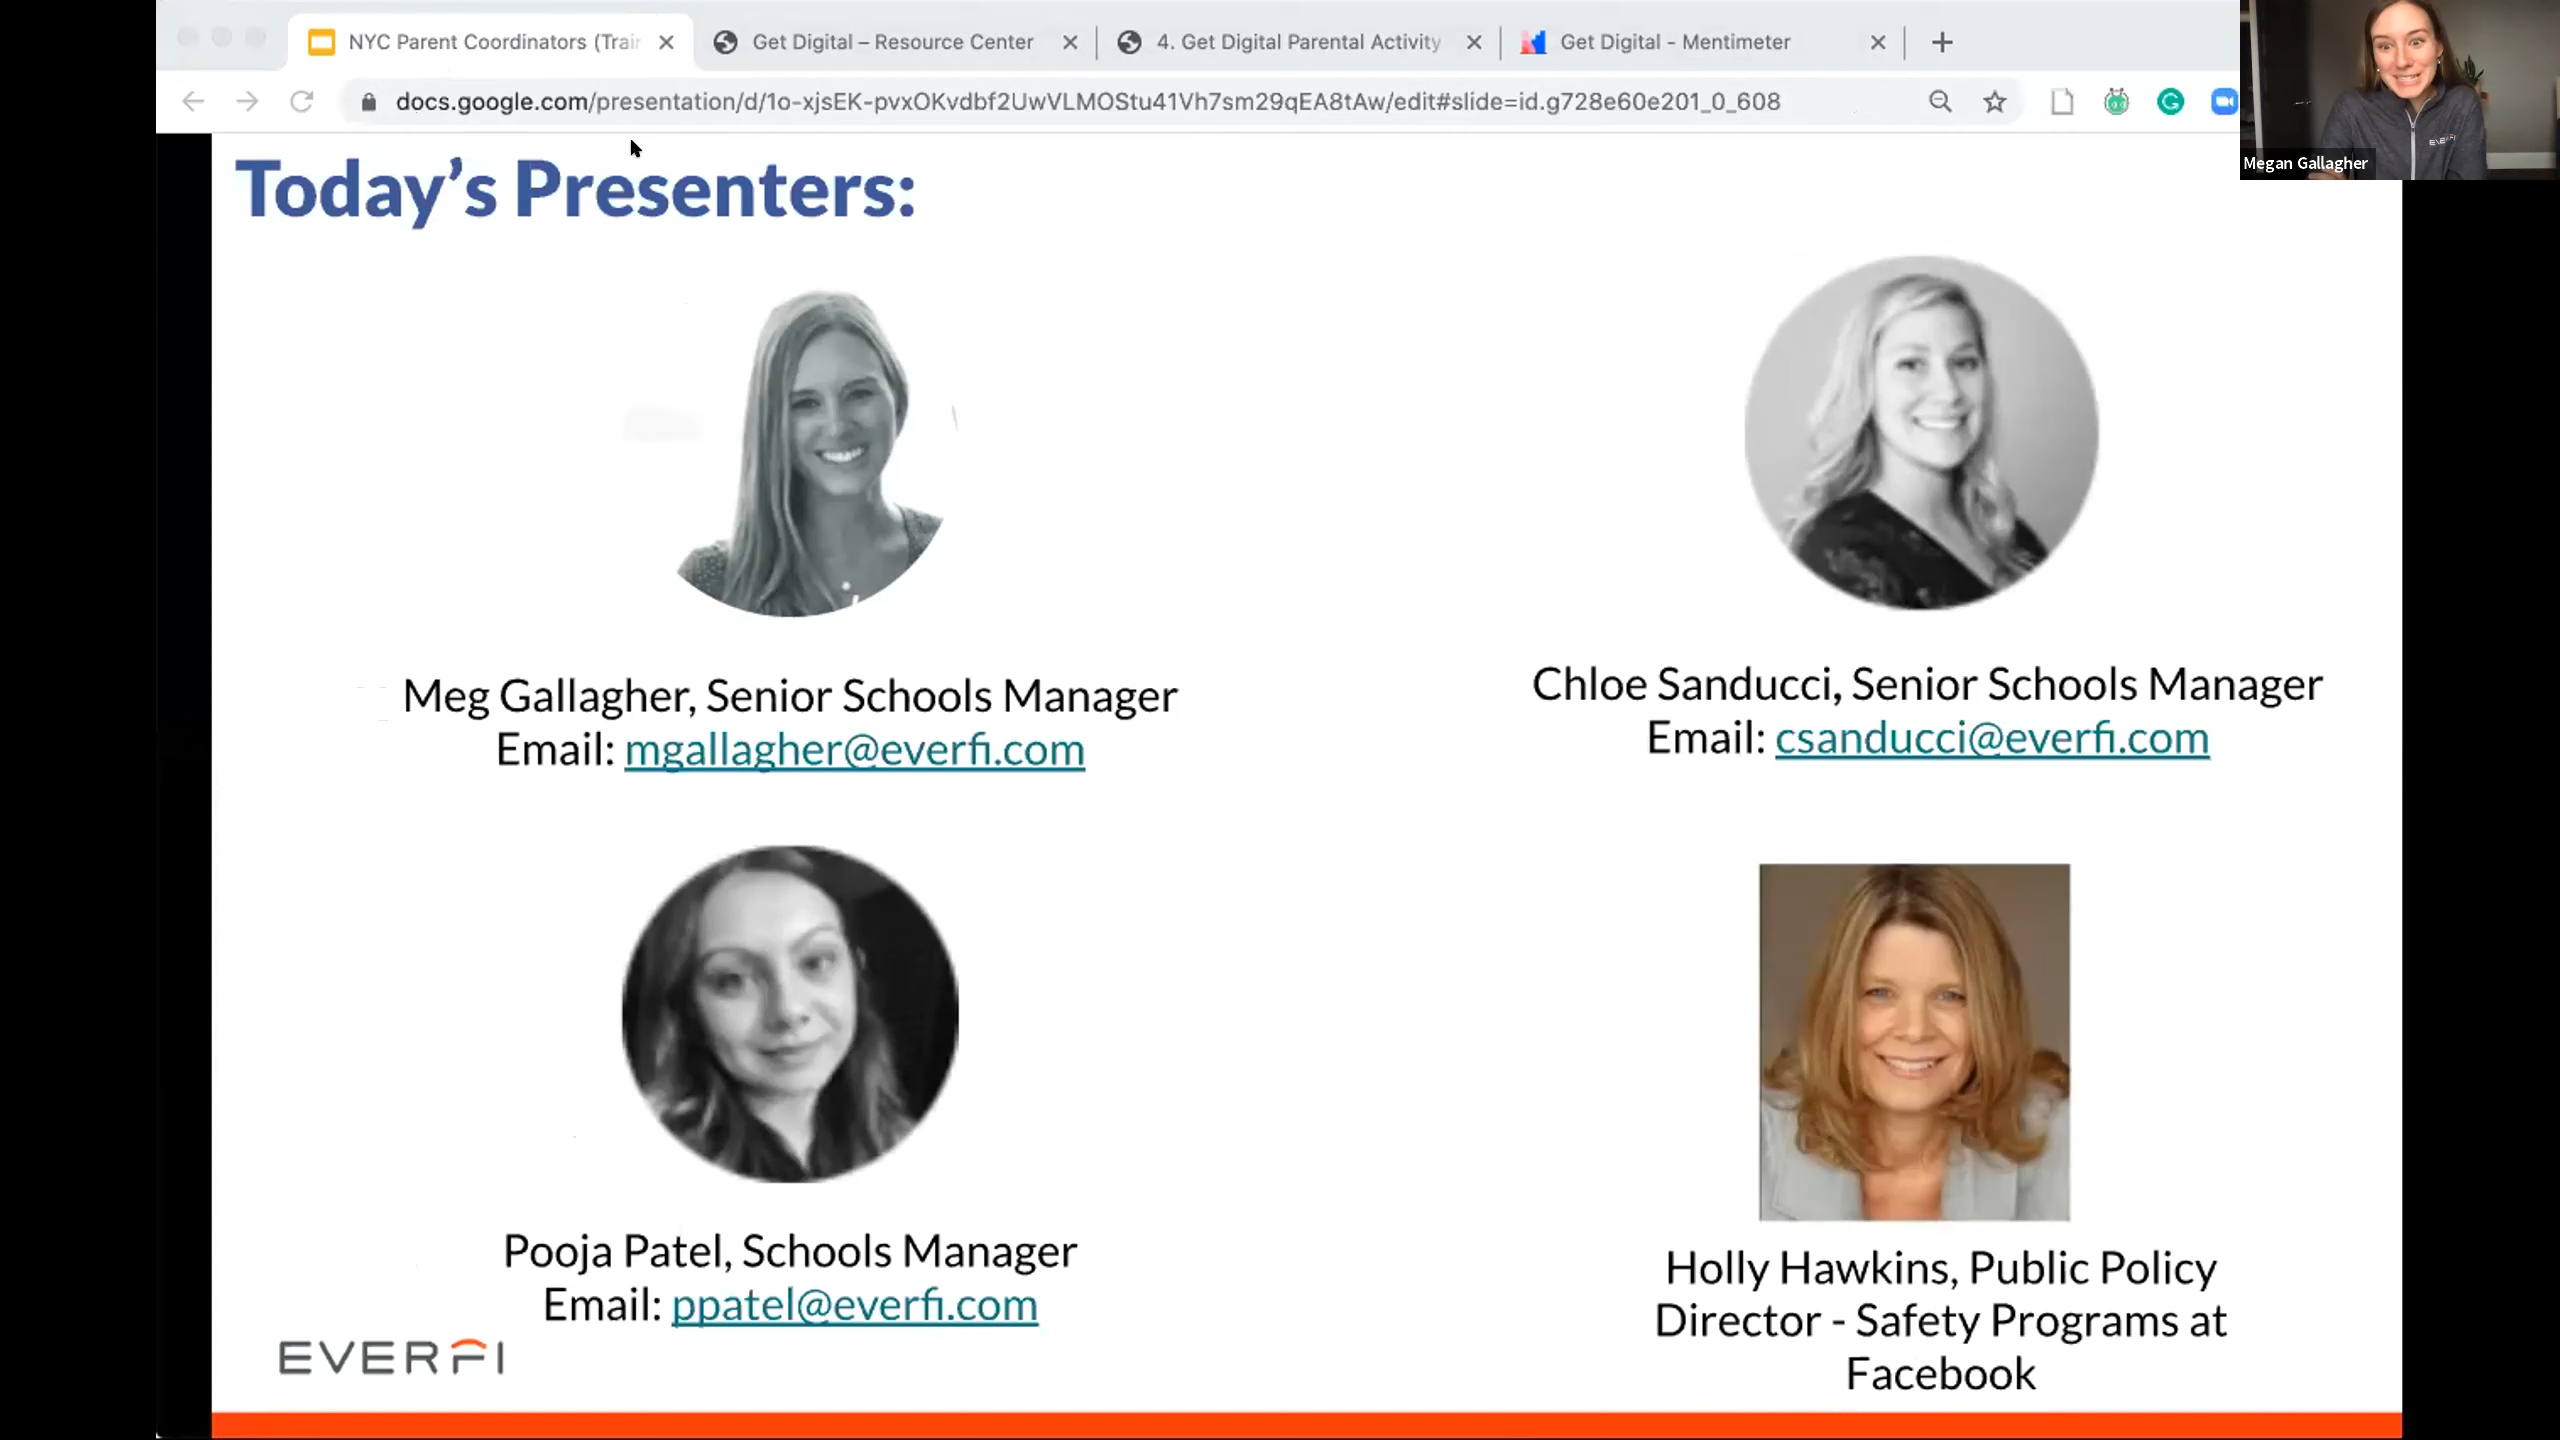 NYC Parent Coordinators (Trair
Get Digital – Resource Center
4. Get Digital Parental Activity
Get Digital - Mentimeter
docs.google.com/presentation/d/1o-xjsEK-pvxOKvdbf2UwVLMOStu41Vh7sm29qEA8tAw/edit#slide=id.g728e60e201_0_608
EVERFI
Megan Gallagher
Today's Presenters:
Meg Gallagher, Senior Schools Manager
Email: mgallagher@everfi.com
Chloe Sanducci, Senior Schools Manager
Email: csanducci@everfi.com
Pooja Patel, Schools Manager
Email: ppatel@everfi.com
Holly Hawkins, Public Policy
Director - Safety Programs at
Facebook
EVERFI